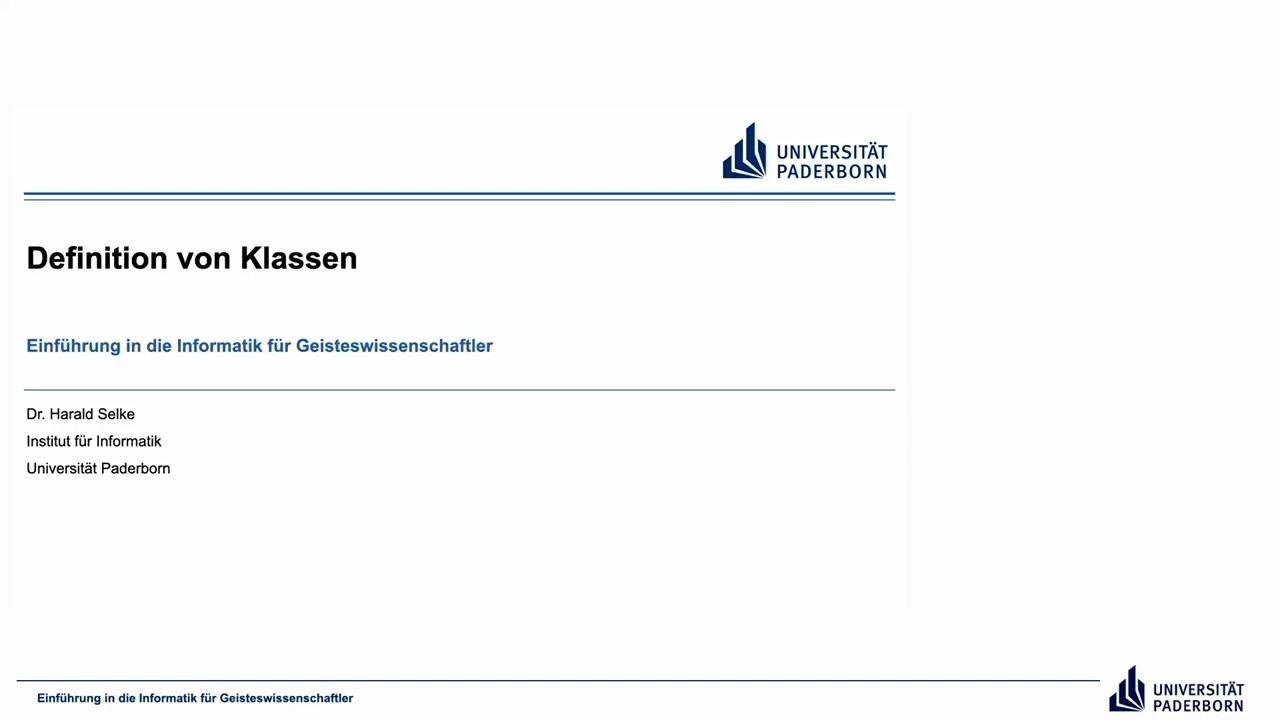 UNIVERSITÄT
PADERBORN
Definition von Klassen
Einführung in die Informatik für Geisteswissenschaftler
Dr. Harald Selke
Institut für Informatik
Universität Paderborn
Einführung in die Informatik für Geisteswissenschaftler
UNIVERSITÄT
PADERBORN